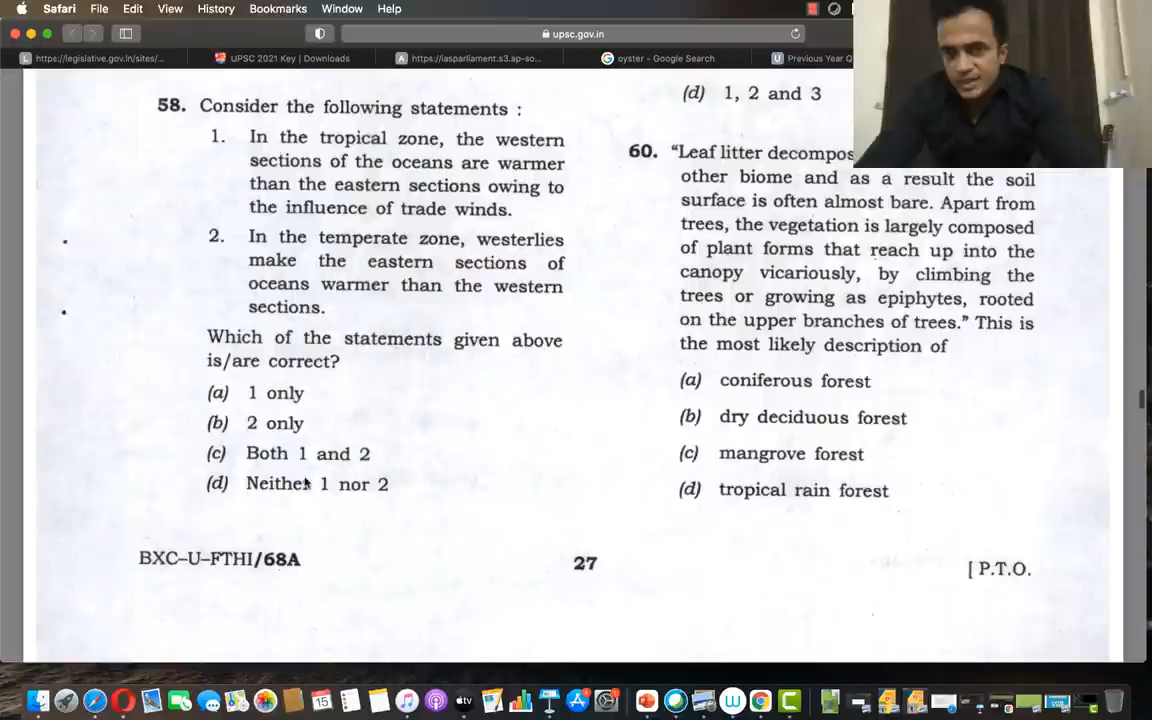 Safari File Edit View History Bookmarks Window Help
upsc.gov.in
https://legislative.gov.in/sites/...
UPSC 2021 Key | Downloads
https://iasparliament.s3.ap-so...
oyster - Google Search
Previous Year Q
58. Consider the following statements :
1. In the tropical zone, the western
sections of the oceans are warmer
than the eastern sections owing to
the influence of trade winds.
2. In the temperate zone, westerlies
make the eastern sections of
oceans warmer than the western
sections.
Which of the statements given above
is/are correct?
(a) 1 only
(b) 2 only
(c) Both 1 and 2
(d) Neither 1 nor 2
(d) 1, 2 and 3
60. "Leaf litter decompos
other biome and as a result the soil
surface is often almost bare. Apart from
trees, the vegetation is largely composed
of plant forms that reach up into the
canopy vicariously, by climbing the
trees or growing as epiphytes, rooted
on the upper branches of trees." This is
the most likely description of
(a) coniferous forest
(b) dry deciduous forest
(c) mangrove forest
(d) tropical rain forest
BXC-U-FTHI/68A
27
[ P.T.O.
tv
15